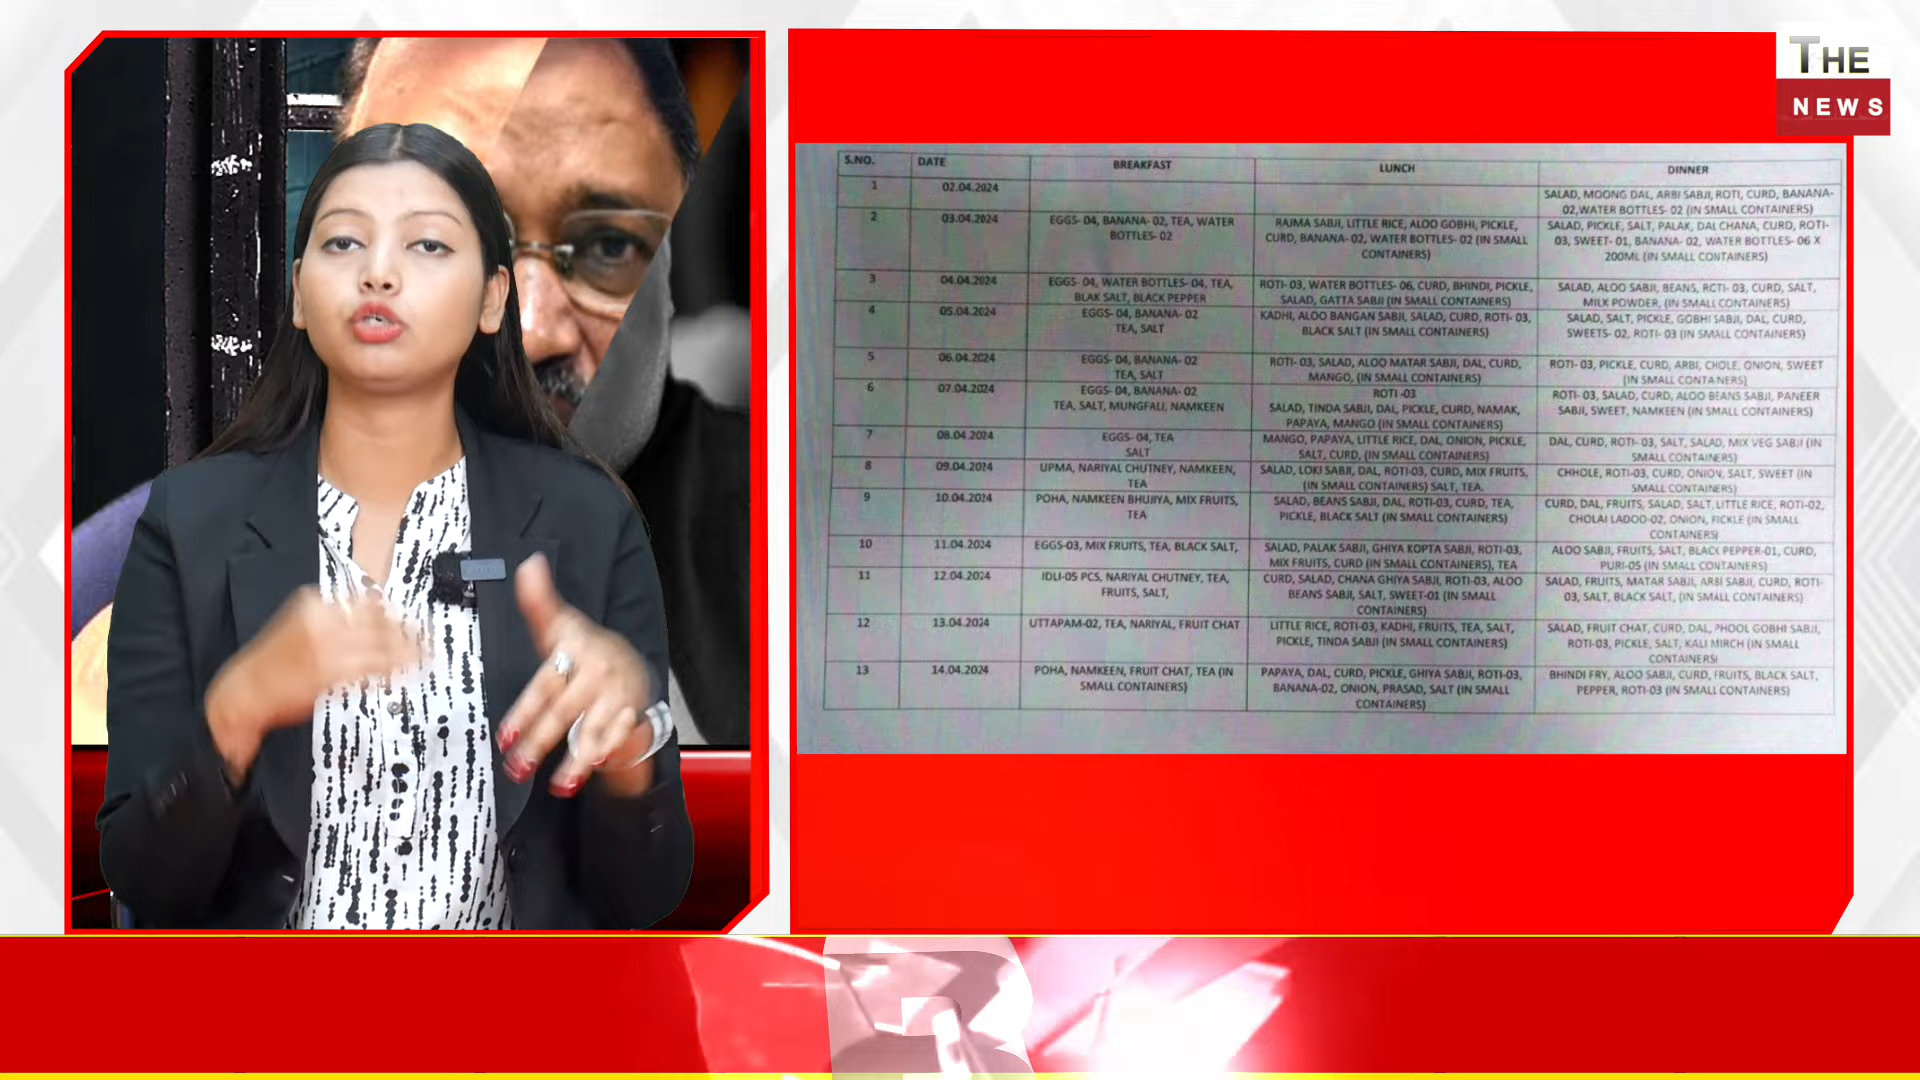 THE
NEWS
S.NO. DATE BREAKFAST LUNCH DINNER
1 02.04.2024 SALAD, MOONG DAL, ARBI SABJI, ROTI, CURD, BANANA-
02,WATER BOTTLES- 02 (IN SMALL CONTAINERS)
2 03.04.2024 EGGS- 04, BANANA- 02, TEA, WATER
BOTTLES- 02
RAJMA SABJI, LITTLE RICE, ALOO GOBHI, PICKLE,
CURD, BANANA- 02, WATER BOTTLES- 02 (IN SMALL
CONTAINERS)
SALAD, PICKLE, SALT, PALAK, DAL CHANA, CURD, ROTI-
03, SWEET- 01, BANANA- 02, WATER BOTTLES- 06 X
200ML (IN SMALL CONTAINERS)
3 04.04.2024 EGGS- 04, WATER BOTTLES- 04, TEA,
BLAK SALT, BLACK PEPPER
ROTI- 03, WATER BOTTLES- 06, CURD, BHINDI, PICKLE,
SALAD, GATTA SABJI (IN SMALL CONTAINERS)
SALAD, ALOO SABJI, BEANS, ROTI- 03, CURD, SALT,
MILK POWDER, (IN SMALL CONTAINERS)
4 05.04.2024 EGGS- 04, BANANA- 02
TEA, SALT
KADHI, ALOO BANGAN SABJI, SALAD, CURD, ROTI- 03,
BLACK SALT (IN SMALL CONTAINERS)
SALAD, SALT, PICKLE, GOBHI SABJI, DAL, CURD,
SWEETS- 02, ROTI- 03 (IN SMALL CONTAINERS)
5 06.04.2024 EGGS- 04, BANANA- 02
TEA, SALT
ROTI- 03, SALAD, ALOO MATAR SABJI, DAL, CURD,
MANGO, (IN SMALL CONTAINERS)
ROTI- 03, PICKLE, CURD, ARBI, CHOLE, ONION, SWEET
(IN SMALL CONTAINERS)
6 07.04.2024 EGGS- 04, BANANA- 02
TEA, SALT, MUNGFALI, NAMKEEN
ROTI -03
SALAD, TINDA SABJI, DAL, PICKLE, CURD, NAMAK,
PAPAYA, MANGO (IN SMALL CONTAINERS)
ROTI- 03, SALAD, CURD, ALOO BEANS SABJI, PANEER
SABJI, SWEET, NAMKEEN (IN SMALL CONTAINERS)
7 08.04.2024 EGGS- 04, TEA
SALT
MANGO, PAPAYA, LITTLE RICE, DAL, ONION, PICKLE,
SALT, CURD, (IN SMALL CONTAINERS)
DAL, CURD, ROTI- 03, SALT, SALAD, MIX VEG SABJI (IN
SMALL CONTAINERS)
8 09.04.2024 UPMA, NARIYAL CHUTNEY, NAMKEEN,
TEA
SALAD, LOKI SABJI, DAL, ROTI-03, CURD, MIX FRUITS,
(IN SMALL CONTAINERS) SALT, TEA.
CHHOLE, ROTI-03, CURD, ONION, SALT, SWEET (IN
SMALL CONTAINERS)
9 10.04.2024 POHA, NAMKEEN BHUJIYA, MIX FRUITS,
TEA
SALAD, BEANS SABJI, DAL, ROTI-03, CURD, TEA,
PICKLE, BLACK SALT (IN SMALL CONTAINERS)
CURD, DAL, FRUITS, SALAD, SALT, LITTLE RICE, ROTI-02,
CHOLAI LADOO-02, ONION, PICKLE (IN SMALL
CONTAINERS)
10 11.04.2024 EGGS-03, MIX FRUITS, TEA, BLACK SALT,
SALAD, PALAK SABJI, GHIYA KOPTA SABJI, ROTI-03,
MIX FRUITS, CURD (IN SMALL CONTAINERS), TEA
ALOO SABJI, FRUITS, SALT, BLACK PEPPER-01, CURD,
PURI-05 (IN SMALL CONTAINERS)
11 12.04.2024 IDLI-05 PCS, NARIYAL CHUTNEY, TEA,
FRUITS, SALT,
CURD, SALAD, CHANA GHIYA SABJI, ROTI-03, ALOO
BEANS SABJI, SALT, SWEET-01 (IN SMALL
CONTAINERS)
SALAD, FRUITS, MATAR SABJI, ARBI SABJI, CURD, ROTI-
03, SALT, BLACK SALT, (IN SMALL CONTAINERS)
12 13.04.2024 UTTAPAM-02, TEA, NARIYAL, FRUIT CHAT
LITTLE RICE, ROTI-03, KADHI, FRUITS, TEA, SALT,
PICKLE, TINDA SABJI (IN SMALL CONTAINERS)
SALAD, FRUIT CHAT, CURD, DAL, PHOOL GOBHI SABJI,
ROTI-03, PICKLE, SALT, KALI MIRCH (IN SMALL
CONTAINERS)
13 14.04.2024 POHA, NAMKEEN, FRUIT CHAT, TEA (IN
SMALL CONTAINERS)
PAPAYA, DAL, CURD, PICKLE, GHIYA SABJI, ROTI-03,
BANANA-02, ONION, PRASAD, SALT (IN SMALL
CONTAINERS)
BHINDI FRY, ALOO SABJI, CURD, FRUITS, BLACK SALT,
PEPPER, ROTI-03 (IN SMALL CONTAINERS)